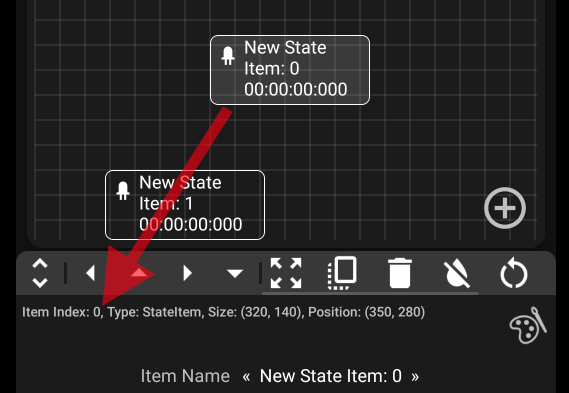 New State
Item: 0
00:00:00:000
New State
Item: 1
00:00:00:000
Item Index: 0, Type: StateItem, Size: (320, 140), Position: (350, 280)
Item Name « New State Item: 0 »